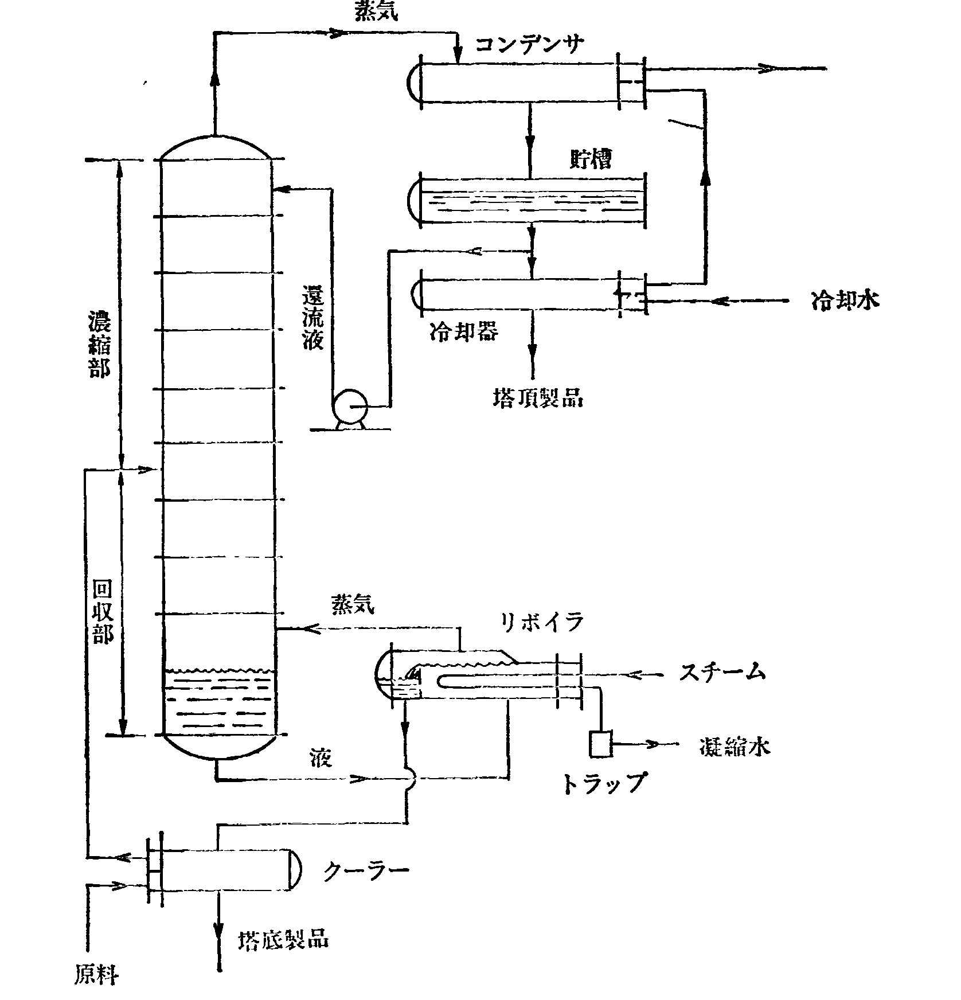 蒸気
コンデンサ
貯槽
還流液
冷却水
冷却器
濃縮部
塔頂製品
回収部
蒸気
リボイラ
スチーム
凝縮水
液
トラップ
クーラー
塔底製品
原料